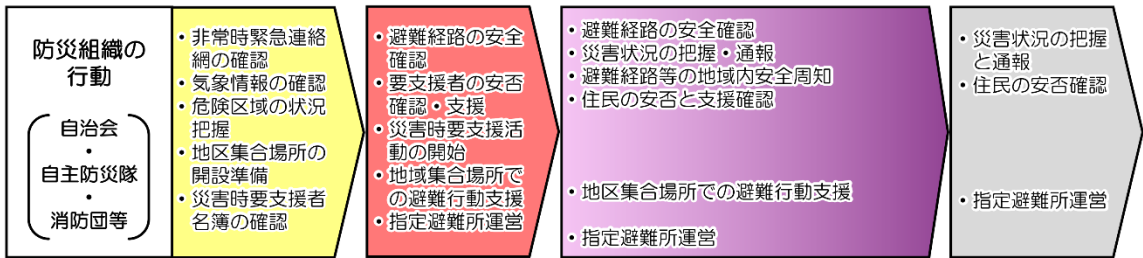 防災組織の
行動
自治会
・
自主防災隊
・
消防団等
・非常時緊急連絡
網の確認
・気象情報の確認
・危険区域の状況
把握
・地区集合場所の
開設準備
・災害時要支援者
名簿の確認
・避難経路の安全
確認
・要支援者の安否
確認・支援
・災害時要支援活
動の開始
・地域集合場所で
の避難行動支援
・指定避難所運営
・避難経路の安全確認
・災害状況の把握・通報
・避難経路等の地域内安全周知
・住民の安否と支援確認
・地区集合場所での避難行動支援
・指定避難所運営
・災害状況の把握
と通報
・住民の安否確認
・指定避難所運営